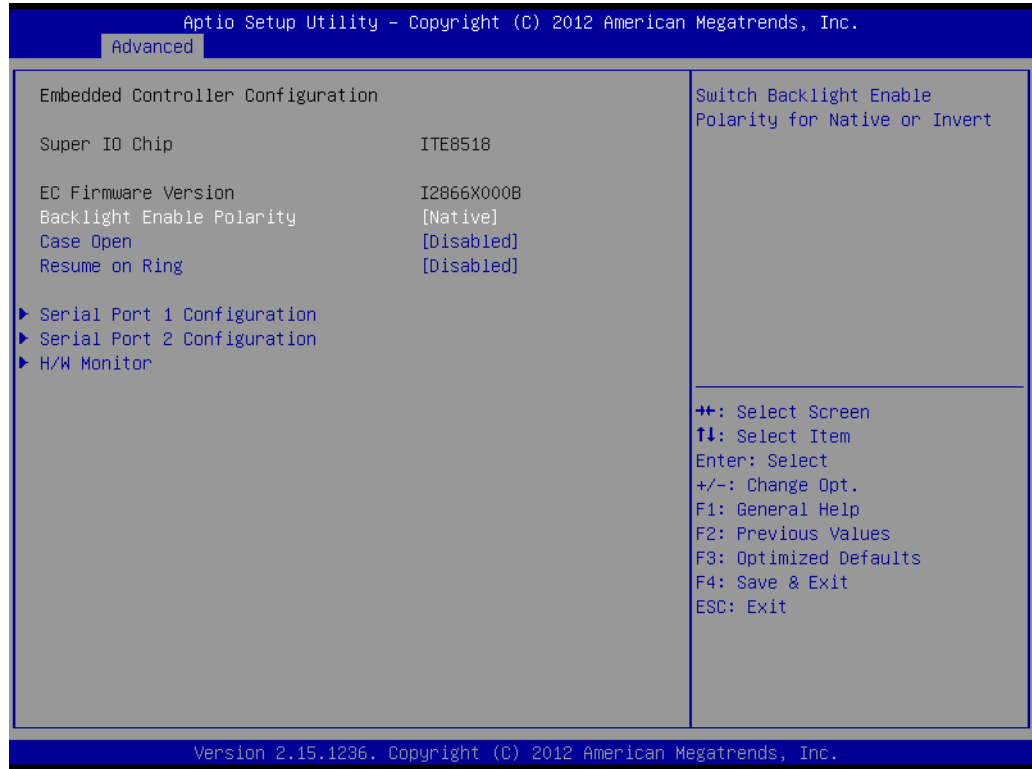 Aptio Setup Utility – Copyright (C) 2012 American Megatrends, Inc.
Advanced
Embedded Controller Configuration
Super IO Chip ITE8518
EC Firmware Version I2866X000B
Backlight Enable Polarity [Native]
Case Open [Disabled]
Resume on Ring [Disabled]
Serial Port 1 Configuration
Serial Port 2 Configuration
H/W Monitor
Switch Backlight Enable
Polarity for Native or Invert
→←: Select Screen
↑↓: Select Item
Enter: Select
+/-: Change Opt.
F1: General Help
F2: Previous Values
F3: Optimized Defaults
F4: Save & Exit
ESC: Exit
Version 2.15.1236. Copyright (C) 2012 American Megatrends, Inc.